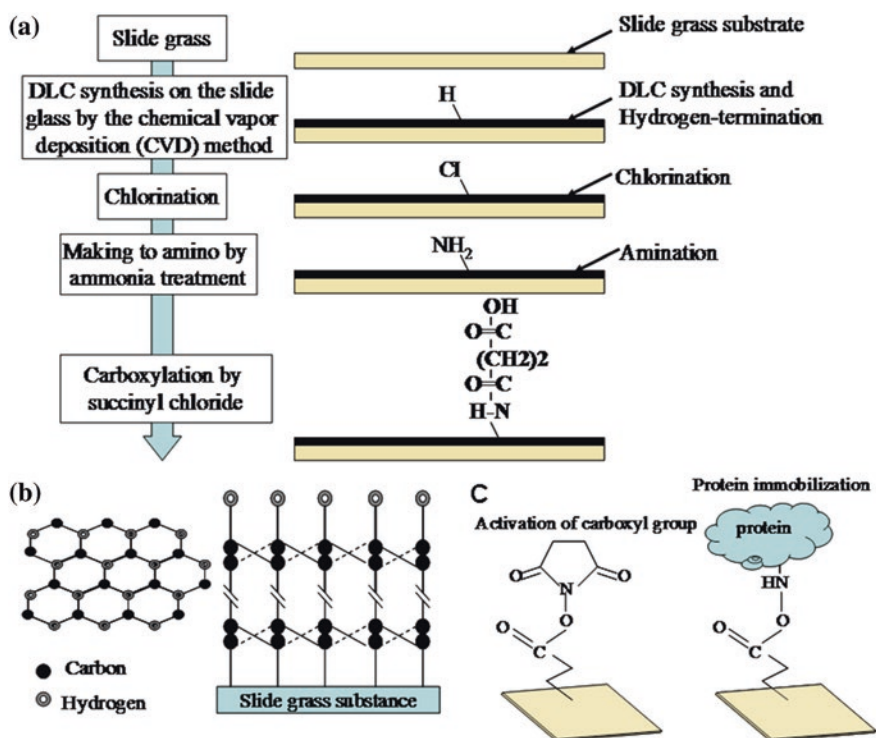 (a)
Slide grass
DLC synthesis on the slide
glass by the chemical vapor
deposition (CVD) method
Chlorination
Making to amino by
ammonia treatment
Carboxylation by
succinyl chloride
Slide grass substrate
H
DLC synthesis and
Hydrogen-termination
Cl
Chlorination
NH2
Amination
OH
O=C
(CH2)2
O=C
H-N
(b)
Carbon
Hydrogen
Slide grass substance
C
Activation of carboxyl group
O
N
O
O
O
C
Protein immobilization
protein
HN
O
O
C